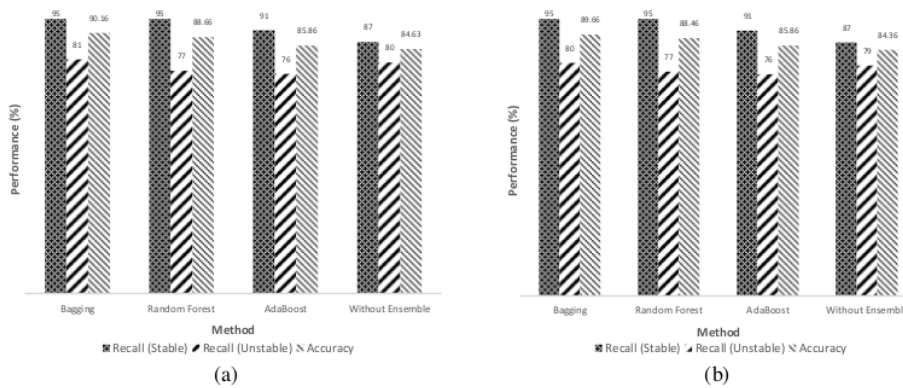 95 81 90.16 95 77 88.66 91 76 85.86 87 80 84.63
Performance (%)
Bagging Random Forest AdaBoost Without Ensemble
Method
Recall (Stable) Recall (Unstable) Accuracy
(a)
95 80 89.66 95 77 88.46 91 76 85.86 87 79 84.36
Performance (%)
Bagging Random Forest AdaBoost Without Ensembl
Method
Recall (Stable) Recall (Unstable) Accuracy
(b)